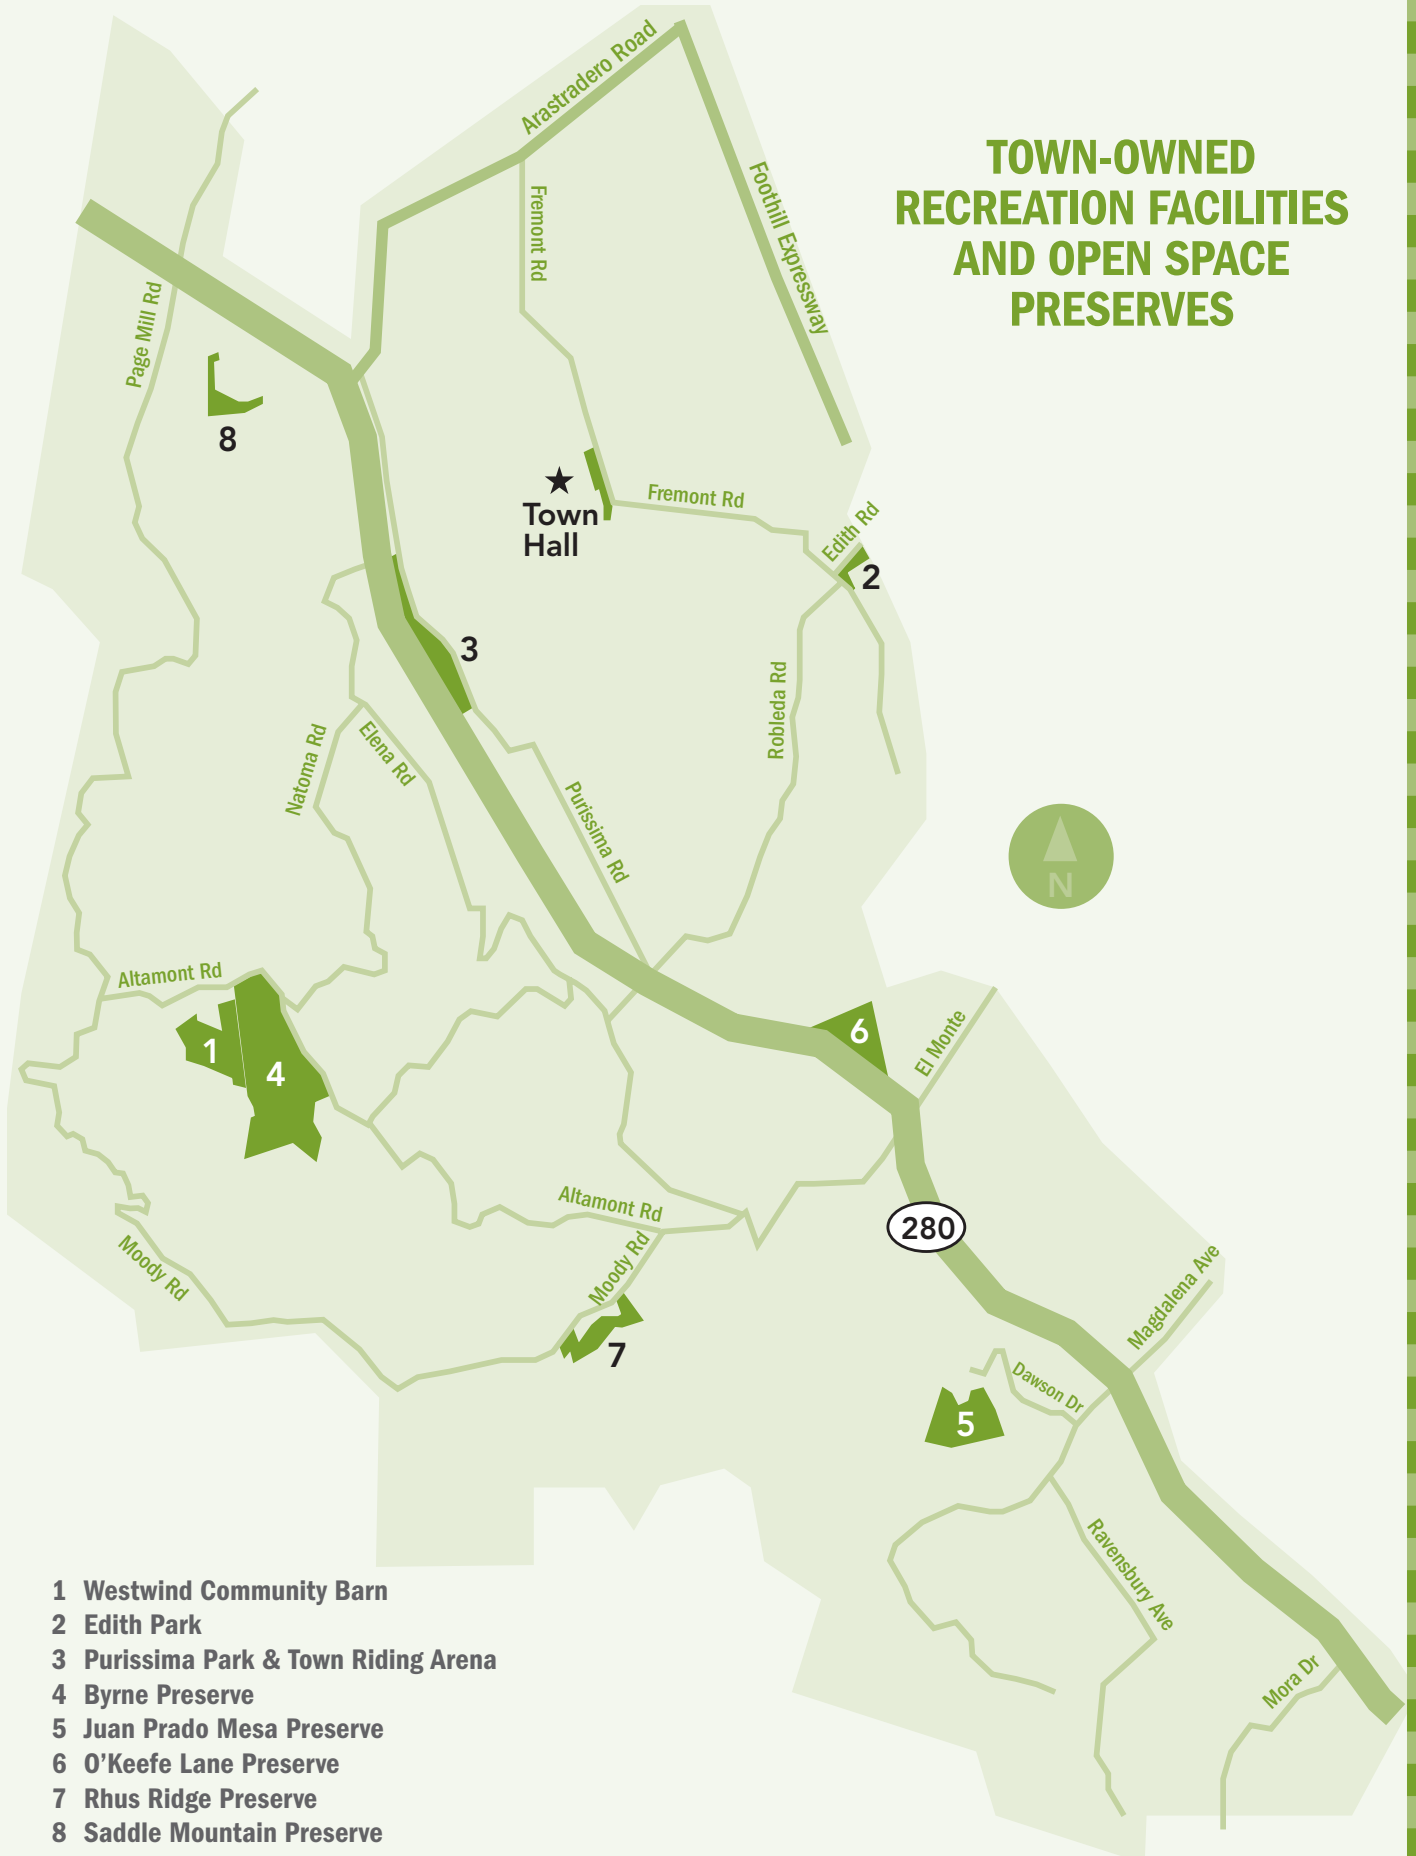 TOWN-OWNED
RECREATION FACILITIES
AND OPEN SPACE
PRESERVES
Arastradero Road
Foothill Expressway
Fremont Rd
Page Mill Rd
8
Town
Hall
Fremont Rd
Edith Rd
2
3
Robleda Rd
Natoma Rd
Elena Rd
Purissima Rd
N
Altamont Rd
1
4
6
El Monte
Altamont Rd
280
Moody Rd
Moody Rd
7
Magdalena Ave
Dawson Dr
5
Ravensbury Ave
Mora Dr
1 Westwind Community Barn
2 Edith Park
3 Purissima Park & Town Riding Arena
4 Byrne Preserve
5 Juan Prado Mesa Preserve
6 O’Keefe Lane Preserve
7 Rhus Ridge Preserve
8 Saddle Mountain Preserve